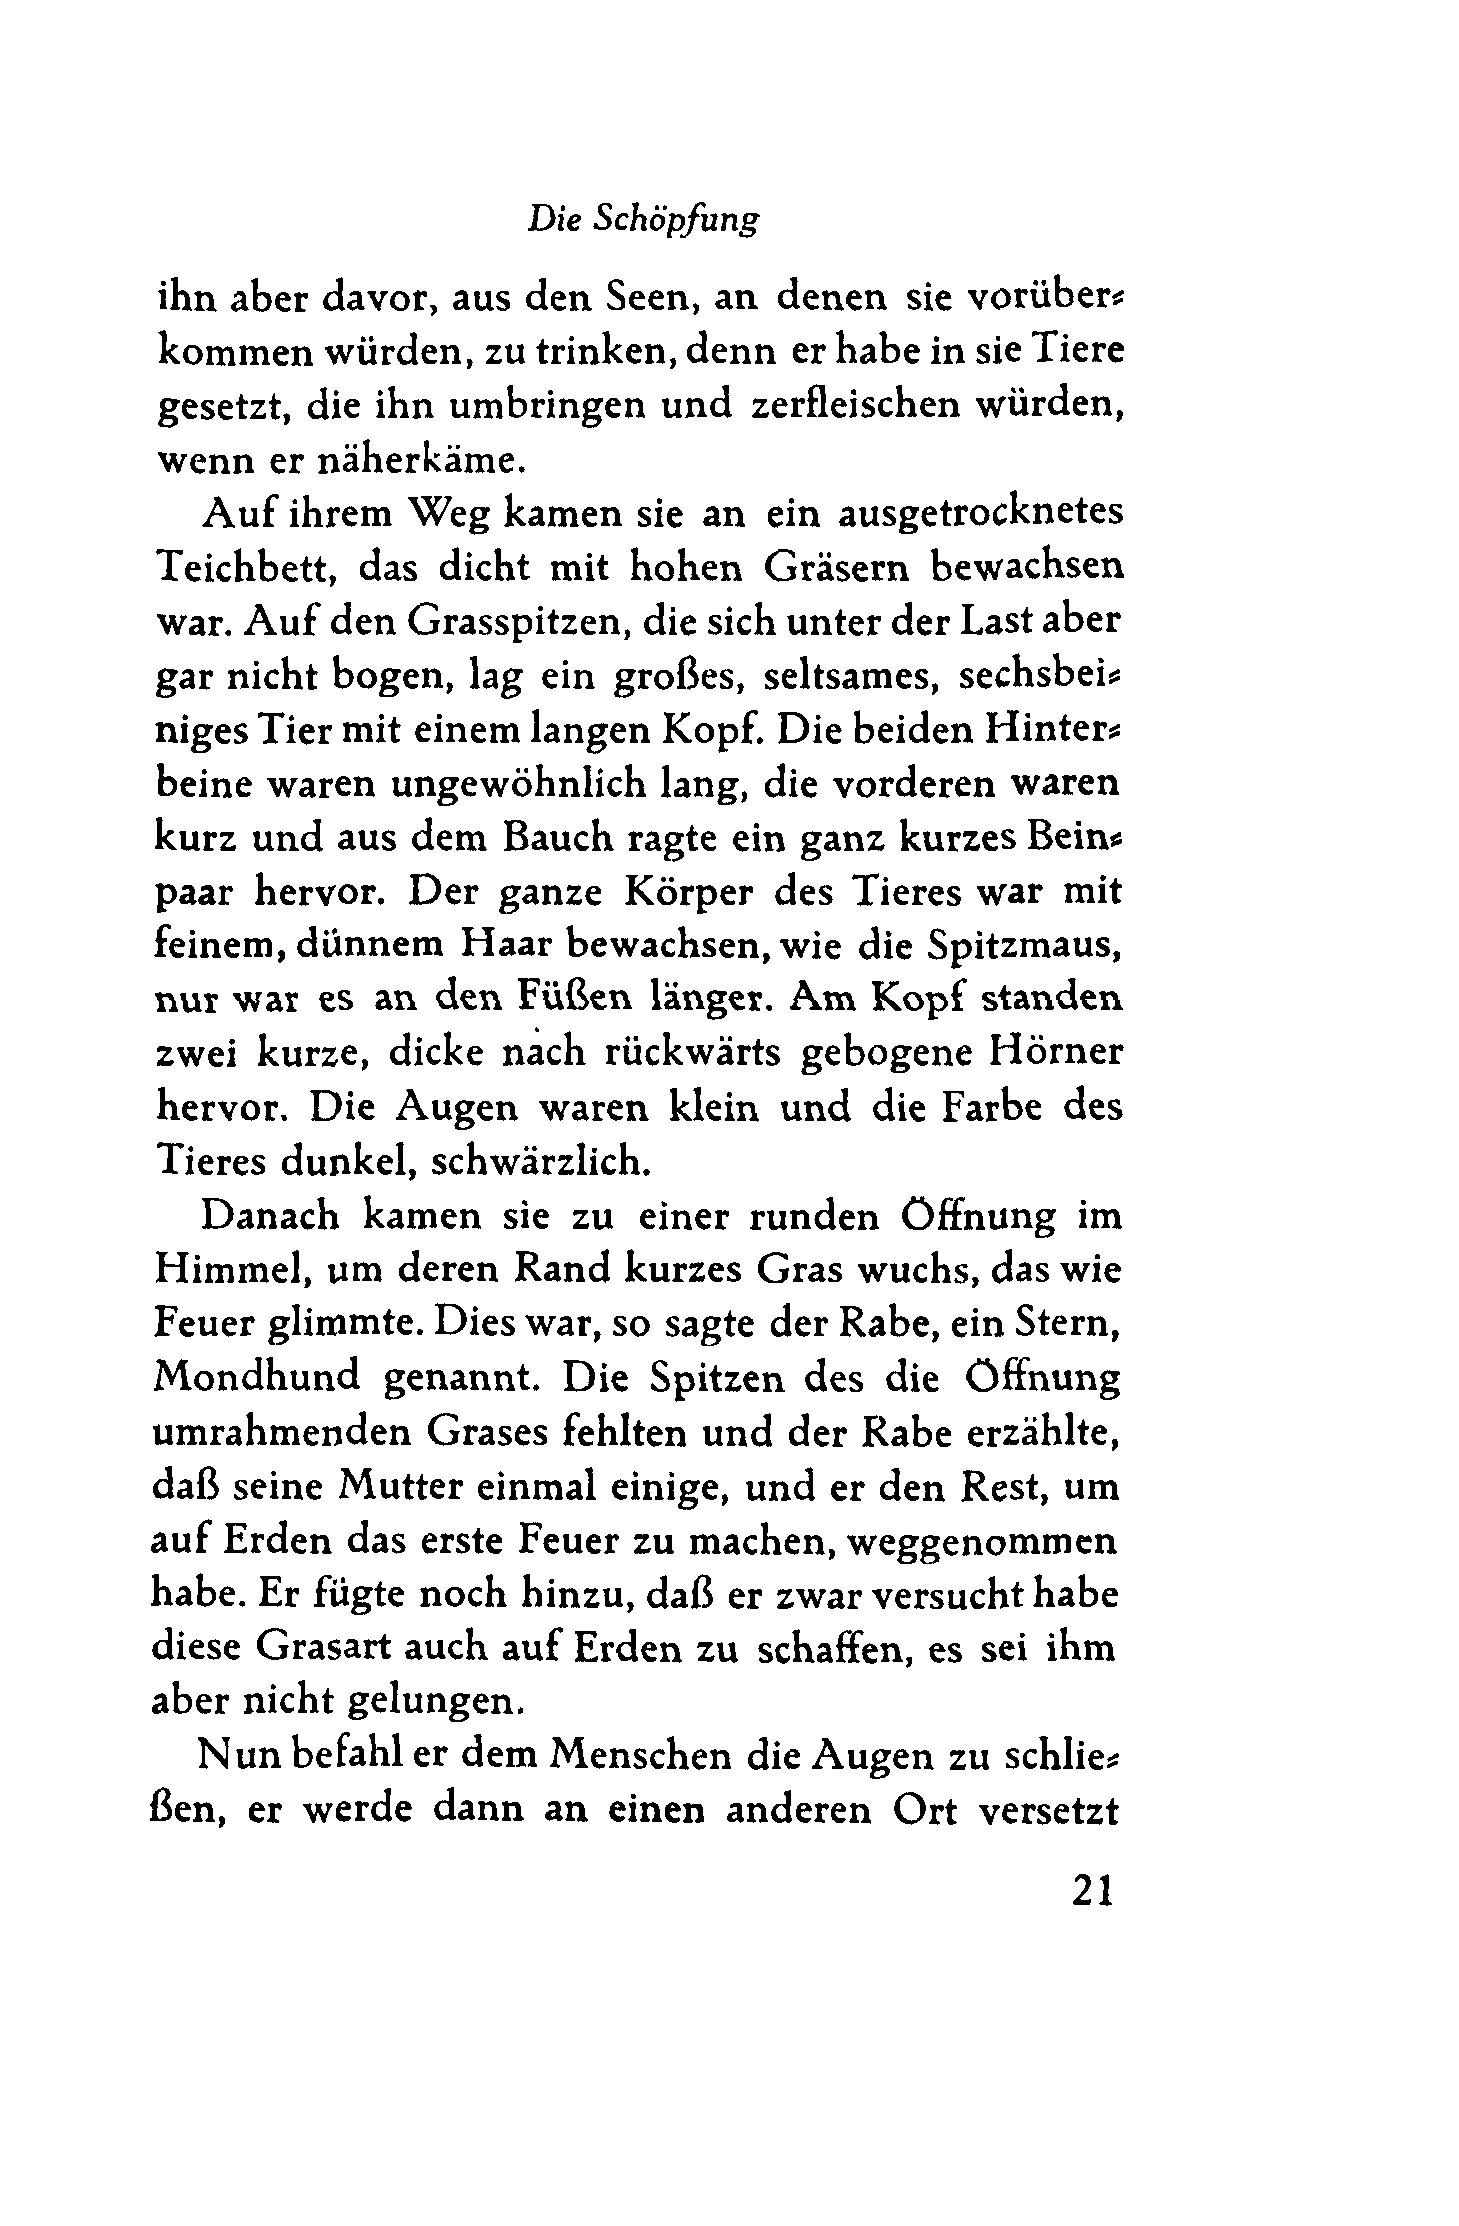 Die Schöpfung
ihn aber davor, aus den Seen, an denen sie vorüber-
kommen würden, zu trinken, denn er habe in sie Tiere
gesetzt, die ihn umbringen und zerfleischen würden,
wenn er näherkäme.
Auf ihrem Weg kamen sie an ein ausgetrocknetes
Teichbett, das dicht mit hohen Gräsern bewachsen
war. Auf den Grasspitzen, die sich unter der Last aber
gar nicht bogen, lag ein großes, seltsames, sechsbei-
niges Tier mit einem langen Kopf. Die beiden Hinter-
beine waren ungewöhnlich lang, die vorderen waren
kurz und aus dem Bauch ragte ein ganz kurzes Bein-
paar hervor. Der ganze Körper des Tieres war mit
feinem, dünnem Haar bewachsen, wie die Spitzmaus,
nur war es an den Füßen länger. Am Kopf standen
zwei kurze, dicke nach rückwärts gebogene Hörner
hervor. Die Augen waren klein und die Farbe des
Tieres dunkel, schwärzlich.
Danach kamen sie zu einer runden Öffnung im
Himmel, um deren Rand kurzes Gras wuchs, das wie
Feuer glimmte. Dies war, so sagte der Rabe, ein Stern,
Mondhund genannt. Die Spitzen des die Öffnung
umrahmenden Grases fehlten und der Rabe erzählte,
daß seine Mutter einmal einige, und er den Rest, um
auf Erden das erste Feuer zu machen, weggenommen
habe. Er fügte noch hinzu, daß er zwar versucht habe
diese Grasart auch auf Erden zu schaffen, es sei ihm
aber nicht gelungen.
Nun befahl er dem Menschen die Augen zu schlie-
ßen, er werde dann an einen anderen Ort versetzt
21